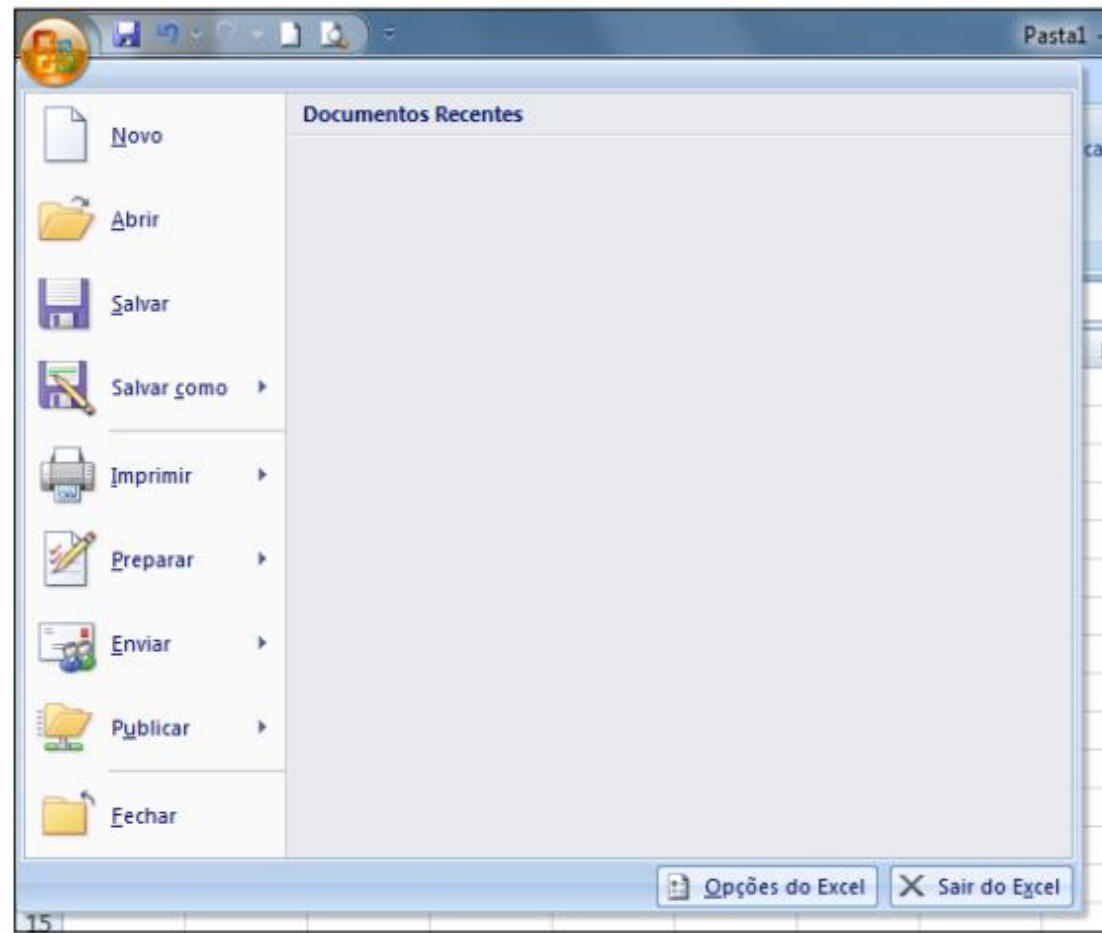 Pasta1 -
Documentos Recentes
Novo
Abrir
Salvar
Salvar como
Imprimir
Preparar
Enviar
Publicar
Fechar
Opções do Excel
Sair do Excel
15